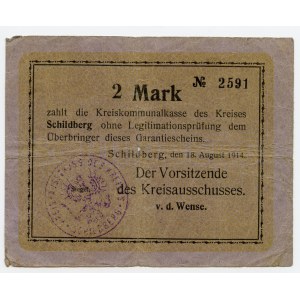 № 2591
2 Mark
zahlt die Kreiskommunalkasse des Kreises
Schildberg ohne Legitimationsprüfung dem
Überbringer dieses Garantiescheins.
Schildberg, den 18. August 1914.
Der Vorsitzende
des Kreisausschusses.
v. d. Wense.